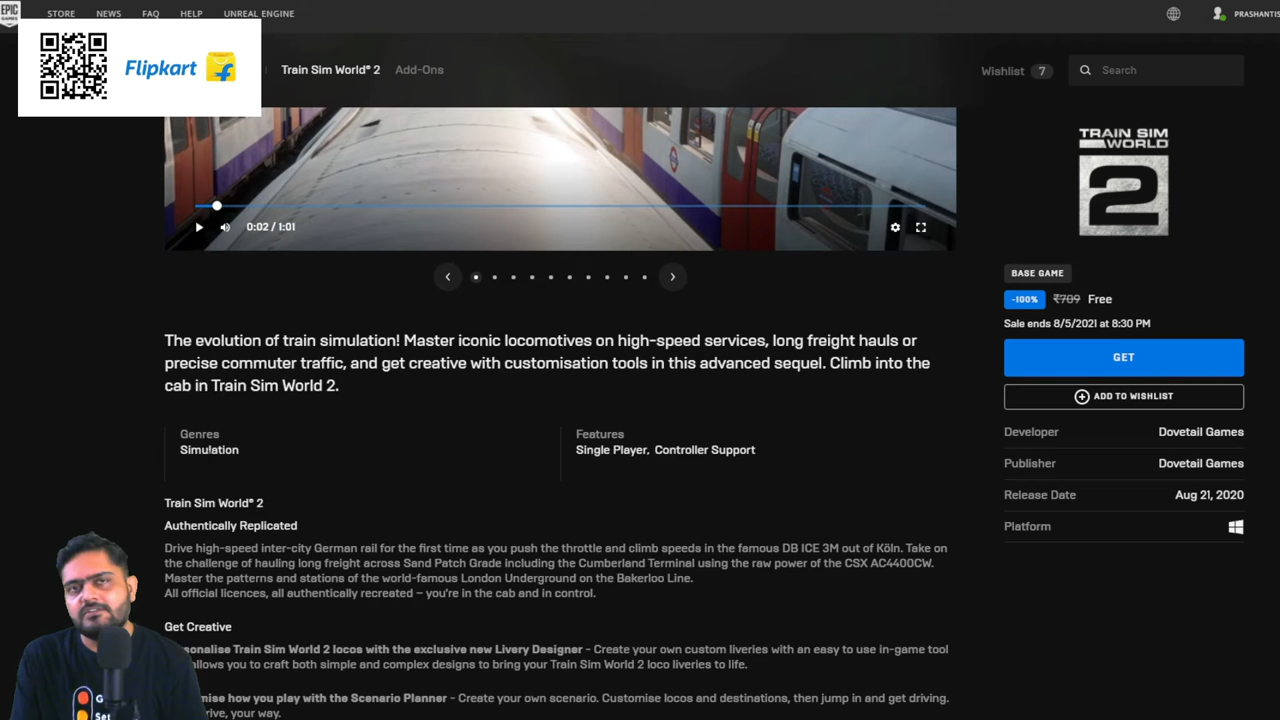 EPIC
GAMES
STORE NEWS FAQ HELP UNREAL ENGINE
PRASHANTIS
Flipkart
Train Sim World® 2 Add-Ons
Wishlist 7
Search
TRAIN SIM
WORLD
2
0:02 / 1:01
BASE GAME
-100% ₹709 Free
Sale ends 8/5/2021 at 8:30 PM
GET
ADD TO WISHLIST
Developer Dovetail Games
Publisher Dovetail Games
Release Date Aug 21, 2020
Platform
The evolution of train simulation! Master iconic locomotives on high-speed services, long freight hauls or
precise commuter traffic, and get creative with customisation tools in this advanced sequel. Climb into the
cab in Train Sim World 2.
Genres
Simulation
Features
Single Player, Controller Support
Train Sim World® 2
Authentically Replicated
Drive high-speed inter-city German rail for the first time as you push the throttle and climb speeds in the famous DB ICE 3M out of Köln. Take on
the challenge of hauling long freight across Sand Patch Grade including the Cumberland Terminal using the raw power of the CSX AC4400CW.
Master the patterns and stations of the world-famous London Underground on the Bakerloo Line.
All official licences, all authentically recreated – you're in the cab and in control.
Get Creative
onalise Train Sim World 2 locos with the exclusive new Livery Designer - Create your own custom liveries with an easy to use in-game tool
allows you to craft both simple and complex designs to bring your Train Sim World 2 loco liveries to life.
mise how you play with the Scenario Planner - Create your own scenario. Customise locos and destinations, then jump in and get driving.
rive, your way.